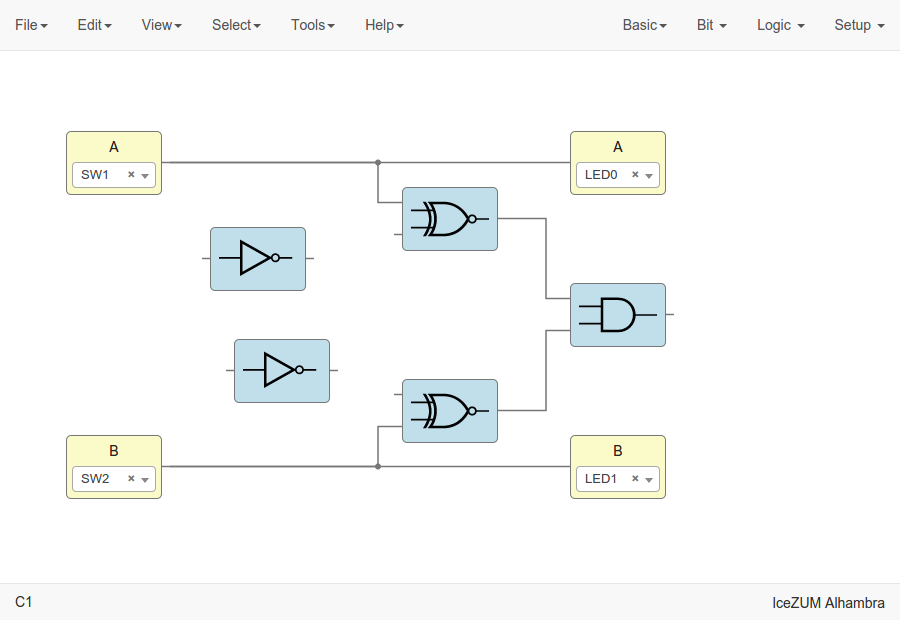 File Edit View Select Tools Help Basic Bit Logic Setup
A
SW1 ×
A
LED0 ×
B
SW2 ×
B
LED1 ×
C1
IceZUM Alhambra